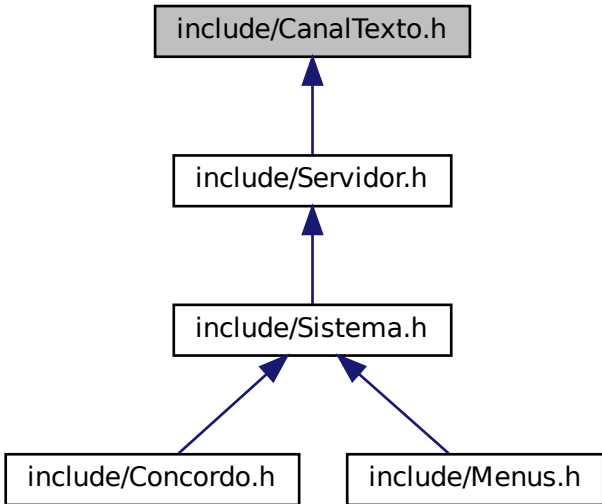 include/CanalTexto.h
include/Servidor.h
include/Sistema.h
include/Concordo.h
include/Menus.h